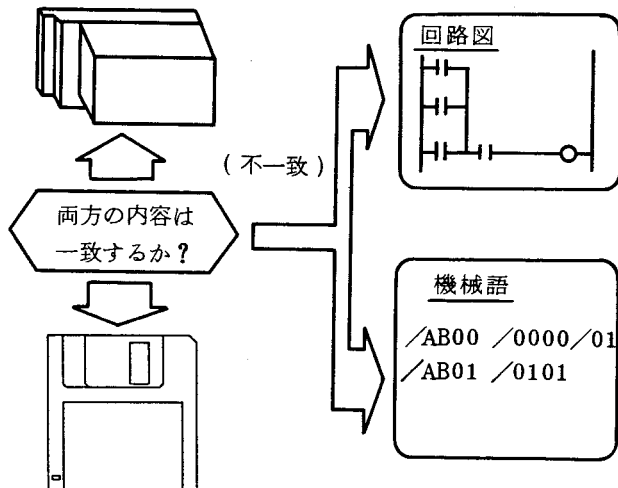 回路図
(不一致)
両方の内容は
一致するか?
機械語
/AB00 /0000/01
/AB01 /0101